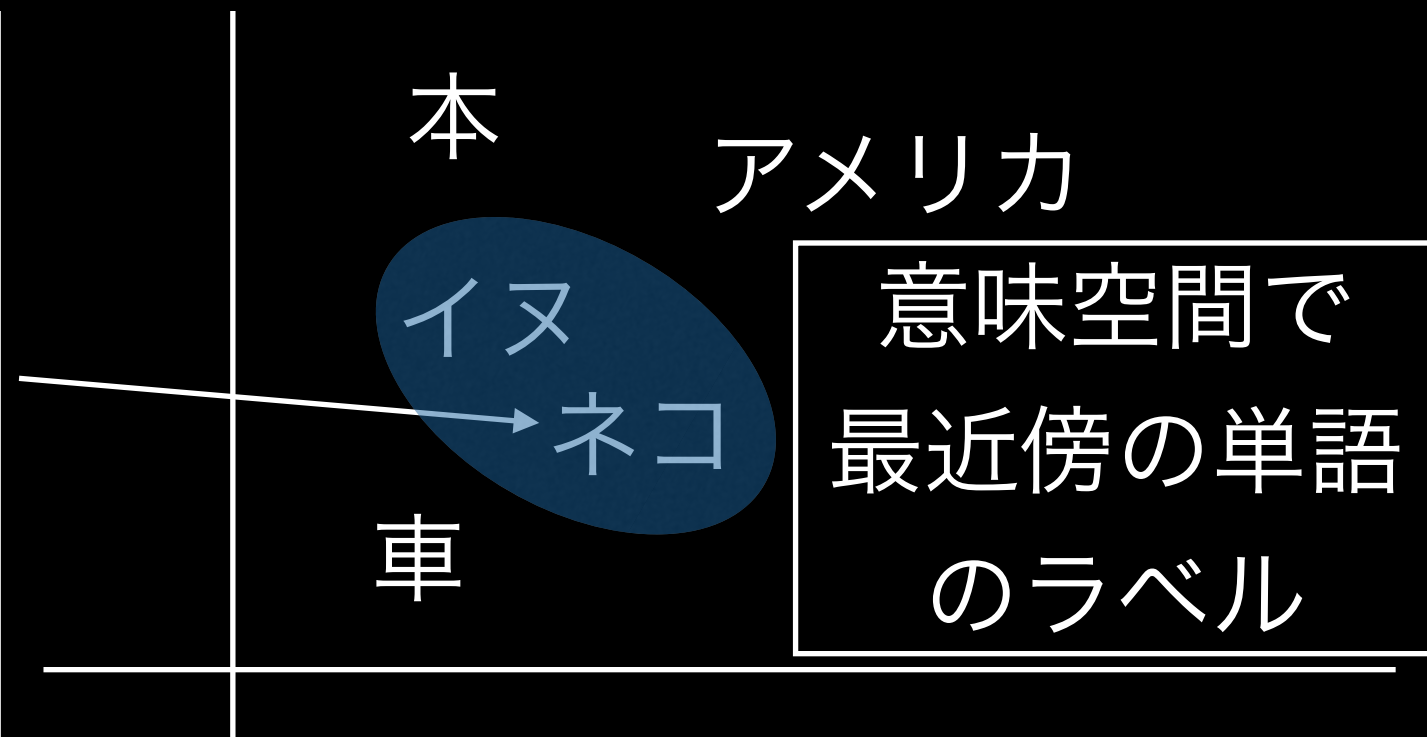 本
アメリカ
イヌ
ネコ
車
意味空間で
最近傍の単語
のラベル